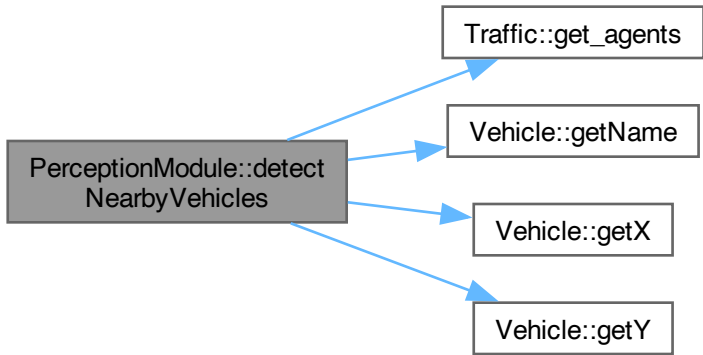 PerceptionModule::detect
NearbyVehicles
Traffic::get_agents
Vehicle::getName
Vehicle::getX
Vehicle::getY